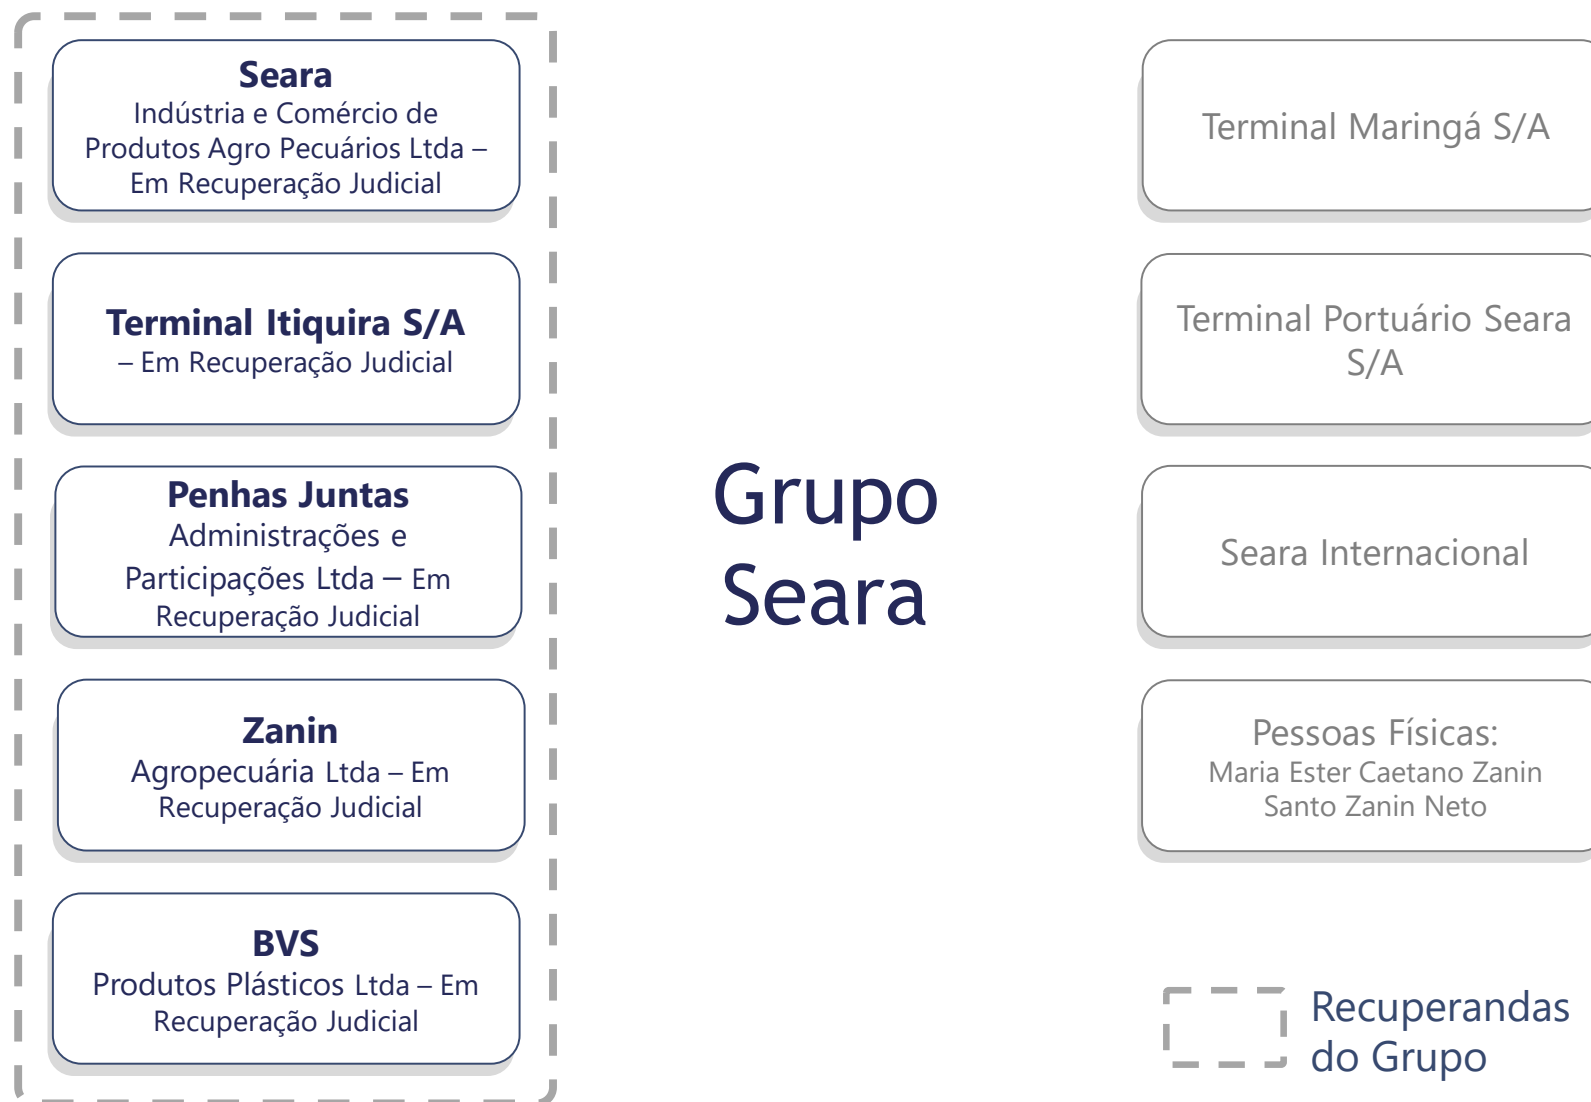 Seara
Indústria e Comércio de
Produtos Agro Pecuários Ltda –
Em Recuperação Judicial
Terminal Itiquira S/A
– Em Recuperação Judicial
Penhas Juntas
Administrações e
Participações Ltda – Em
Recuperação Judicial
Zanin
Agropecuária Ltda – Em
Recuperação Judicial
BVS
Produtos Plásticos Ltda – Em
Recuperação Judicial
Grupo
Seara
Terminal Maringá S/A
Terminal Portuário Seara
S/A
Seara Internacional
Pessoas Físicas:
Maria Ester Caetano Zanin
Santo Zanin Neto
Recuperandas
do Grupo